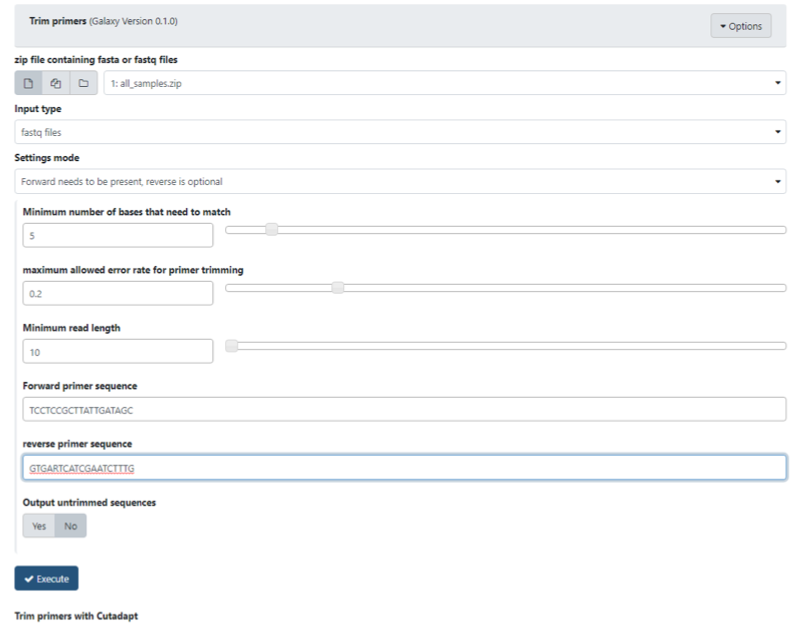 Trim primers (Galaxy Version 0.1.0)
Options
zip file containing fasta or fastq files
1: all_samples.zip
Input type
fastq files
Settings mode
Forward needs to be present, reverse is optional
Minimum number of bases that need to match
5
maximum allowed error rate for primer trimming
0.2
Minimum read length
10
Forward primer sequence
TCCTCCGCTTATTGATAGC
reverse primer sequence
GTGARTCATCGAATCTTTG
Output untrimmed sequences
Yes No
Execute
Trim primers with Cutadapt